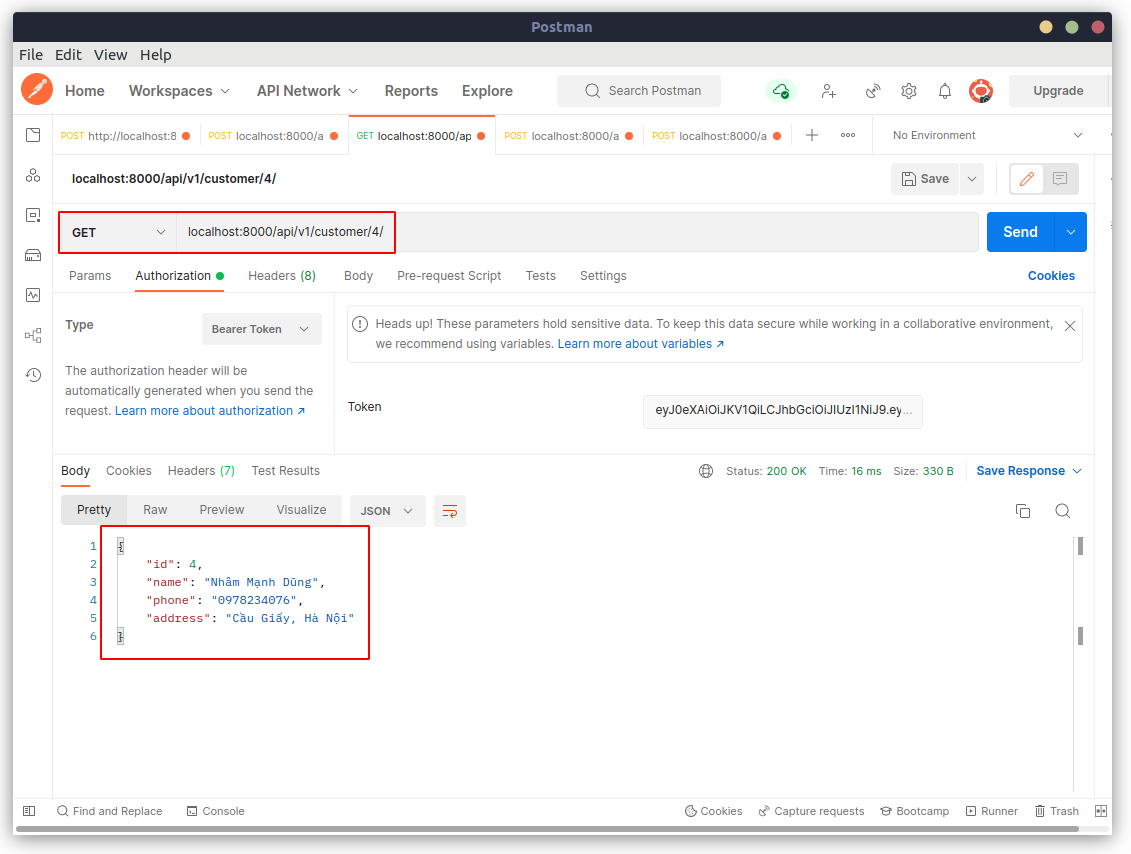 Postman
File Edit View Help
Home Workspaces API Network Reports Explore Search Postman Upgrade
POST http://localhost:8 POST localhost:8000/a GET localhost:8000/ap POST localhost:8000/a POST localhost:8000/a No Environment
localhost:8000/api/v1/customer/4/ Save
GET localhost:8000/api/v1/customer/4/ Send
Params Authorization Headers (8) Body Pre-request Script Tests Settings Cookies
Type Bearer Token
Heads up! These parameters hold sensitive data. To keep this data secure while working in a collaborative environment,
we recommend using variables. Learn more about variables ↗
The authorization header will be
automatically generated when you send the
request. Learn more about authorization ↗
Token eyJ0eXAiOiJKV1QiLCJhbGciOiJIUzI1NiJ9.ey...
Body Cookies Headers (7) Test Results Status: 200 OK Time: 16 ms Size: 330 B Save Response
Pretty Raw Preview Visualize JSON
1 {
2 "id": 4,
3 "name": "Nhâm Mạnh Dũng",
4 "phone": "0978234076",
5 "address": "Cầu Giấy, Hà Nội"
6 }
Find and Replace Console Cookies Capture requests Bootcamp Runner Trash